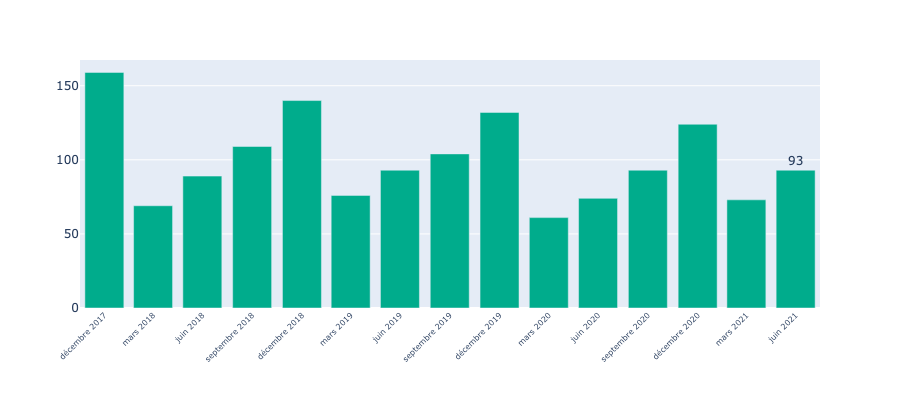 150
100
50
0
93
décembre 2017
mars 2018
juin 2018
septembre 2018
décembre 2018
mars 2019
juin 2019
septembre 2019
décembre 2019
mars 2020
juin 2020
septembre 2020
décembre 2020
mars 2021
juin 2021